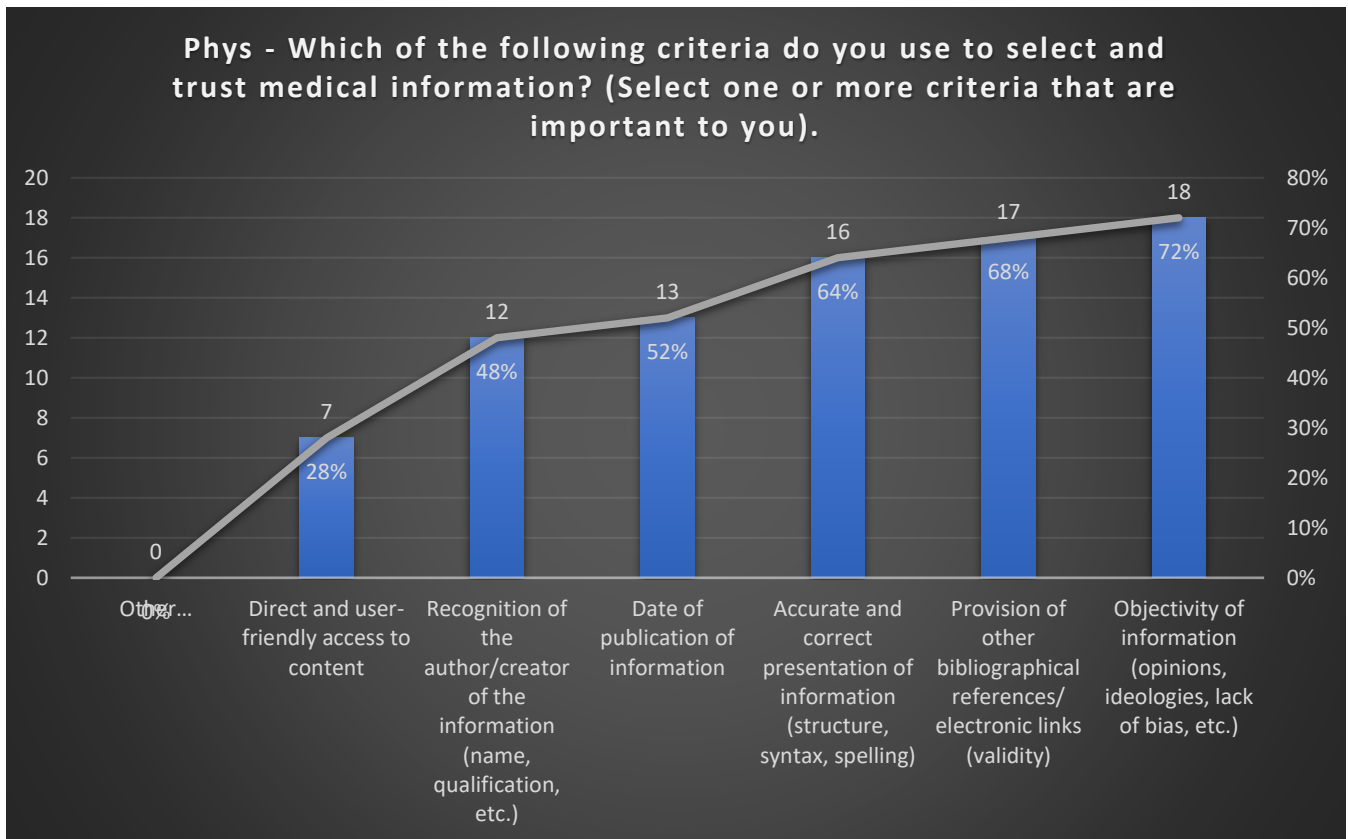 Phys - Which of the following criteria do you use to select and
trust medical information? (Select one or more criteria that are
important to you).
20
18
16
14
12
10
8
6
4
2
0
80%
70%
60%
50%
40%
30%
20%
10%
0%
0
7
12
13
16
17
18
0%
28%
48%
52%
64%
68%
72%
Other...
Direct and user-
friendly access to
content
Recognition of
the
author/creator
of the
information
(name,
qualification,
etc.)
Date of
publication of
information
Accurate and
correct
presentation of
information
(structure,
syntax, spelling)
Provision of
other
bibliographical
references/
electronic links
(validity)
Objectivity of
information
(opinions,
ideologies, lack
of bias, etc.)